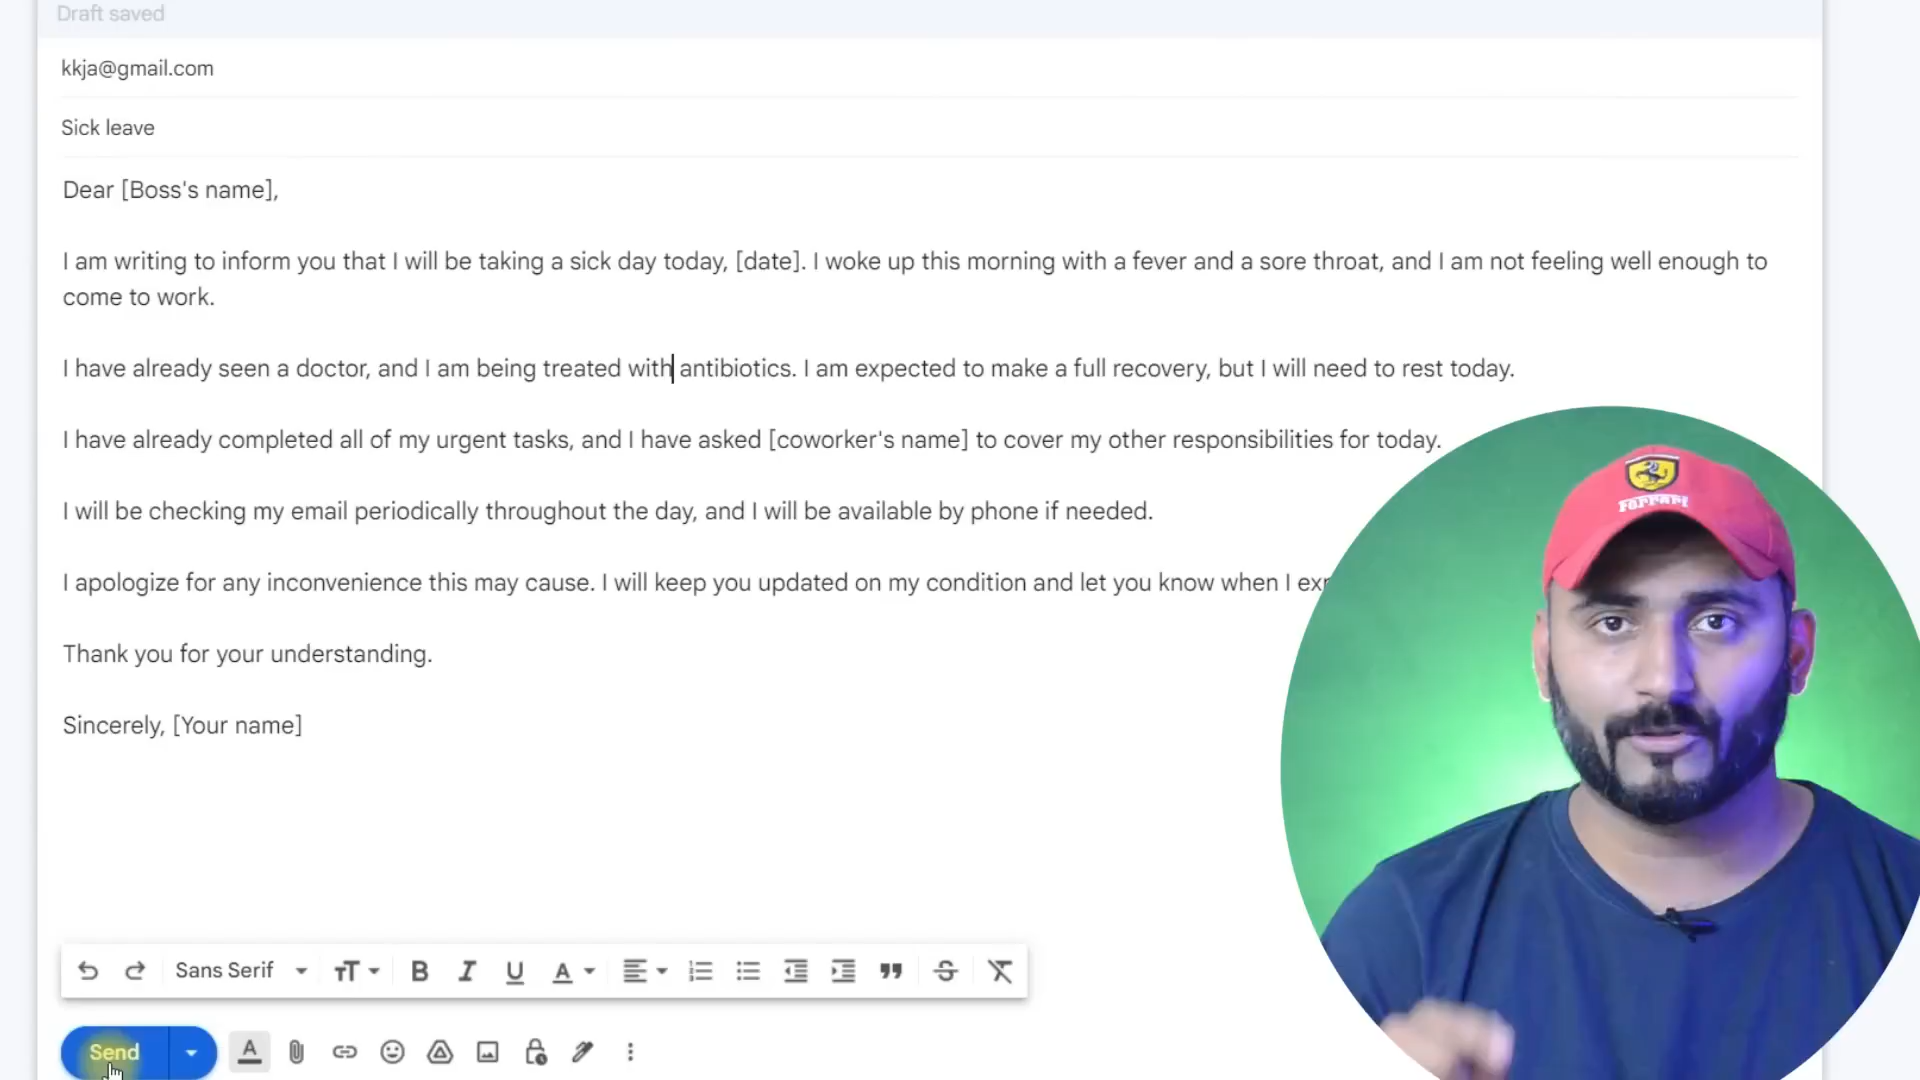 Draft saved
kkja@gmail.com
Sick leave
Dear [Boss's name],
I am writing to inform you that I will be taking a sick day today, [date]. I woke up this morning with a fever and a sore throat, and I am not feeling well enough to
come to work.
I have already seen a doctor, and I am being treated with antibiotics. I am expected to make a full recovery, but I will need to rest today.
I have already completed all of my urgent tasks, and I have asked [coworker's name] to cover my other responsibilities for today.
I will be checking my email periodically throughout the day, and I will be available by phone if needed.
I apologize for any inconvenience this may cause. I will keep you updated on my condition and let you know when I
Thank you for your understanding.
Sincerely, [Your name]
Ferrari
Sans Serif
Send